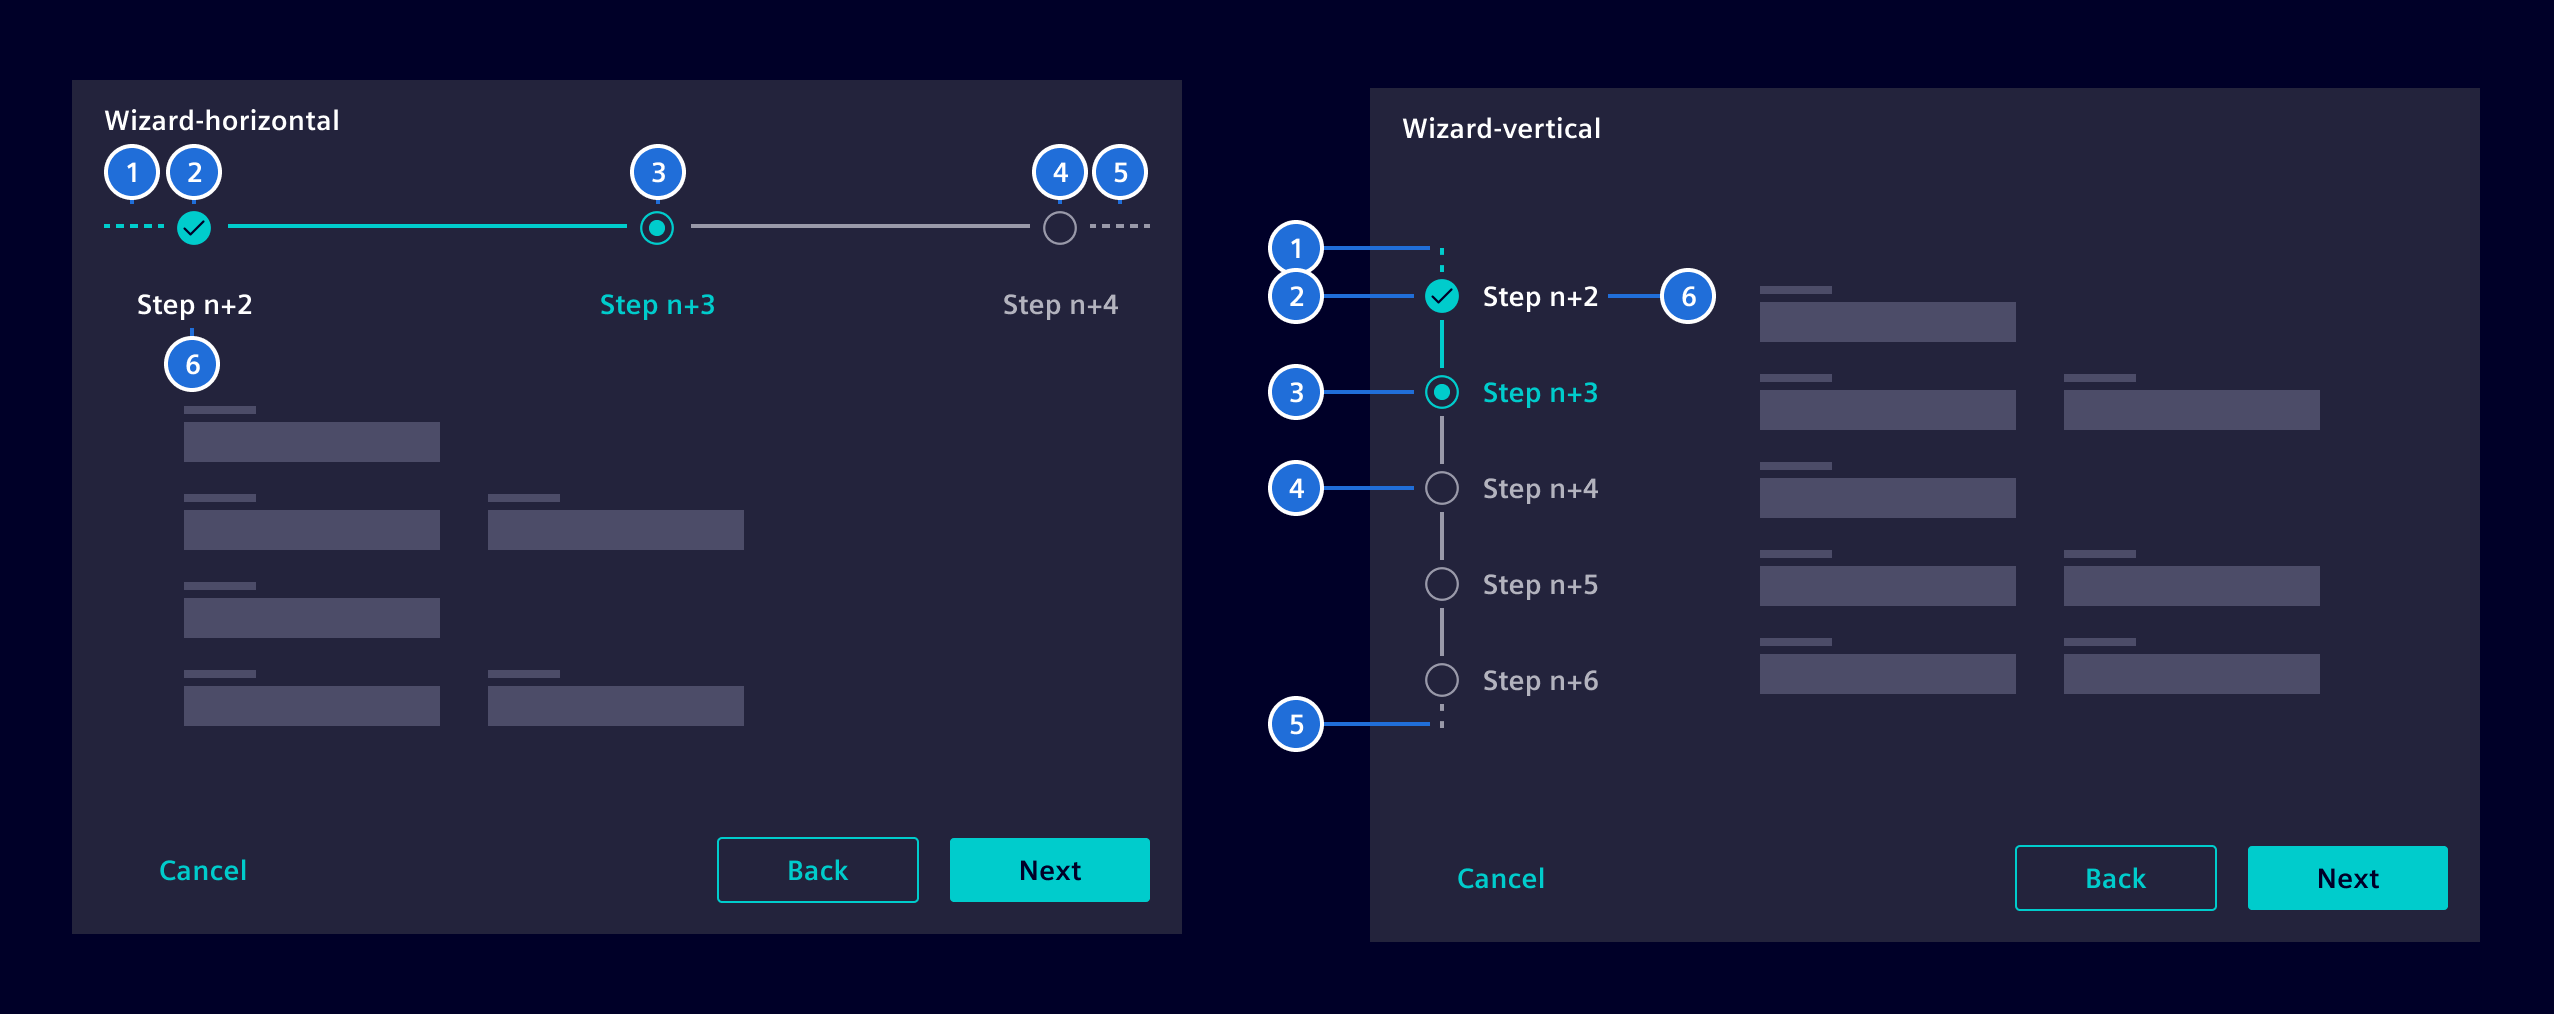 Wizard-horizontal
1 2 3 4 5
Step n+2 Step n+3 Step n+4
6
Cancel Back Next
Wizard-vertical
1
2 Step n+2 6
3 Step n+3
4 Step n+4
Step n+5
Step n+6
5
Cancel Back Next